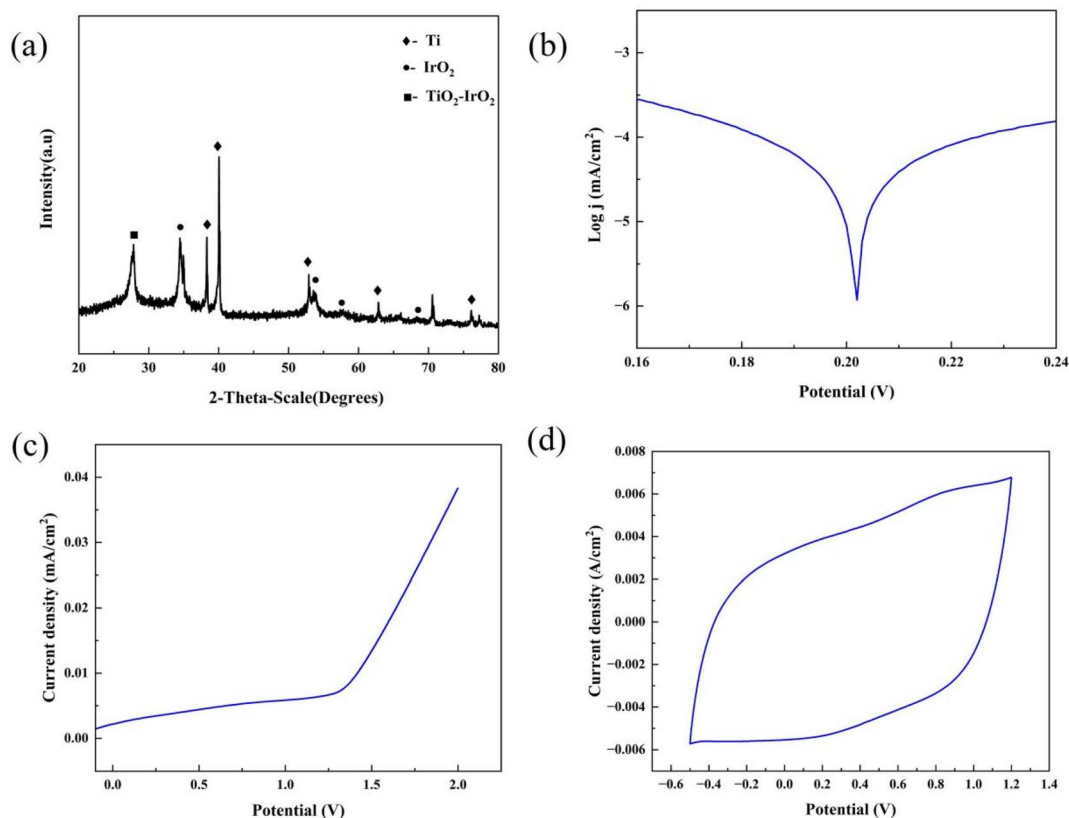 (a)
◆- Ti
●- IrO₂
■- TiO₂-IrO₂
Intensity(a.u)
20 30 40 50 60 70 80
2-Theta-Scale(Degrees)
(b)
−3
−4
−5
−6
Log j (mA/cm²)
0.16 0.18 0.20 0.22 0.24
Potential (V)
(c)
0.04
0.03
0.02
0.01
0.00
Current density (mA/cm²)
0.0 0.5 1.0 1.5 2.0
Potential (V)
(d)
0.008
0.006
0.004
0.002
0.000
−0.002
−0.004
−0.006
Current density (A/cm²)
−0.6 −0.4 −0.2 0.0 0.2 0.4 0.6 0.8 1.0 1.2 1.4
Potential (V)